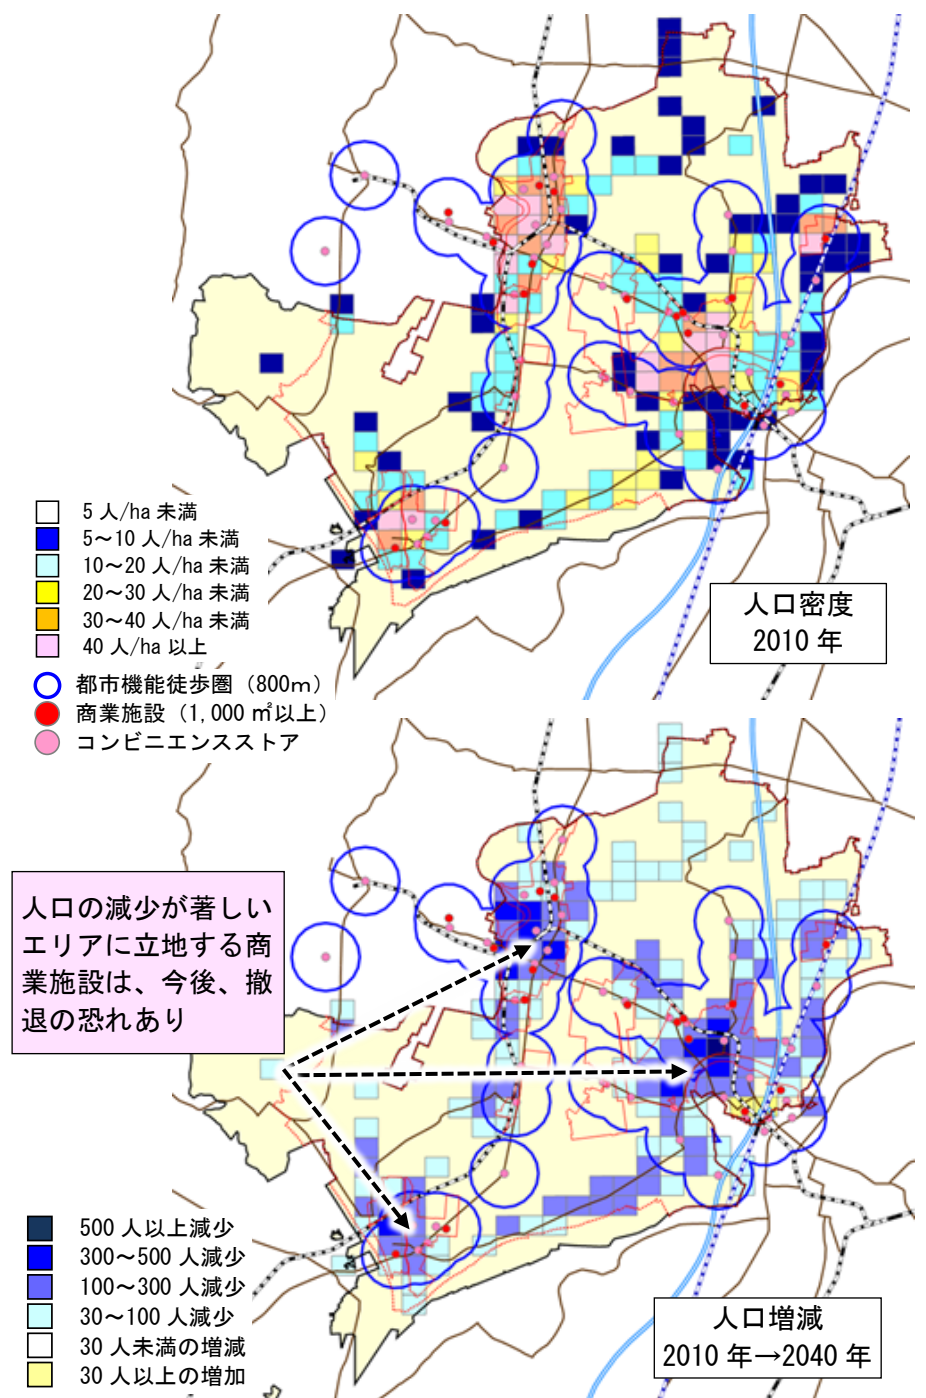 5 人/ha 未満
5～10 人/ha 未満
10～20 人/ha 未満
20～30 人/ha 未満
30～40 人/ha 未満
40 人/ha 以上
都市機能徒歩圏（800ｍ）
商業施設（1,000 ㎡以上）
コンビニエンスストア
人口密度
2010 年
人口の減少が著しい
エリアに立地する商
業施設は、今後、撤
退の恐れあり
500 人以上減少
300～500 人減少
100～300 人減少
30～100 人減少
30 人未満の増減
30 人以上の増加
人口増減
2010 年→2040 年